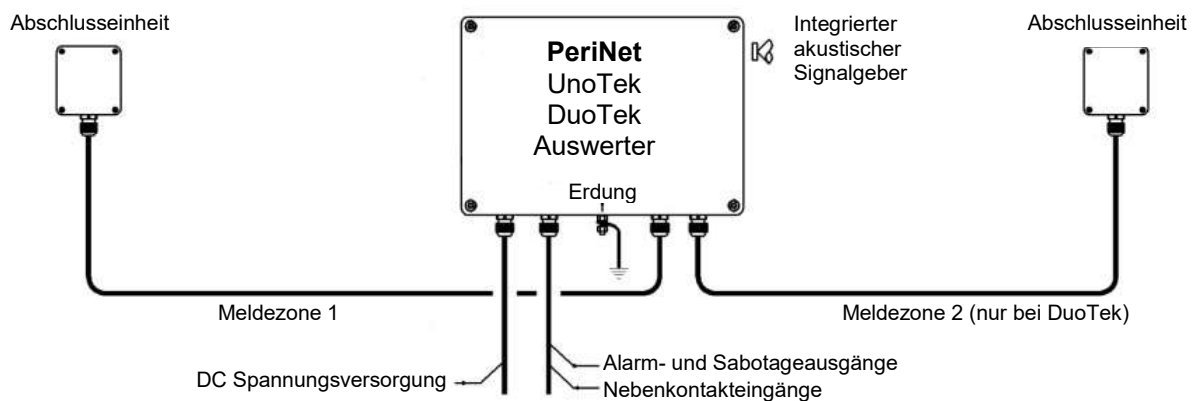 Abschlusseinheit
PeriNet
UnoTek
DuoTek
Auswerter
Erdung
Integrierter
akustischer
Signalgeber
Abschlusseinheit
Meldezone 1
Meldezone 2 (nur bei DuoTek)
DC Spannungsversorgung
Alarm- und Sabotageausgänge
Nebenkontakteingänge